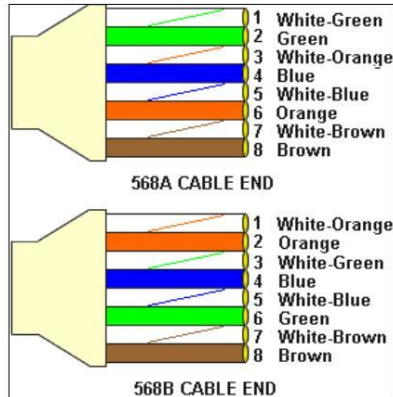 1 White-Green
2 Green
3 White-Orange
4 Blue
5 White-Blue
6 Orange
7 White-Brown
8 Brown
568A CABLE END
1 White-Orange
2 Orange
3 White-Green
4 Blue
5 White-Blue
6 Green
7 White-Brown
8 Brown
568B CABLE END